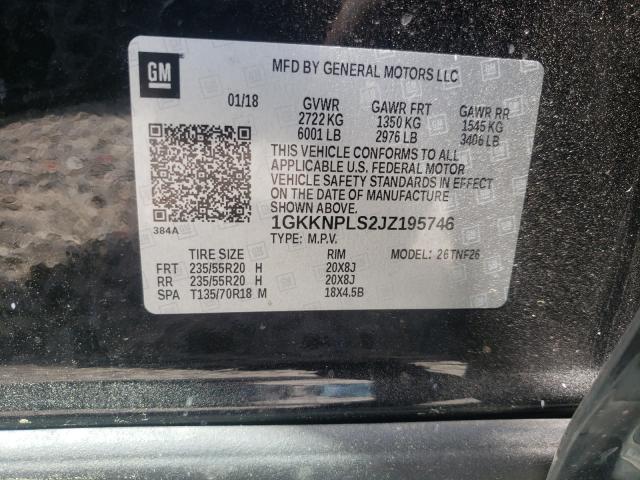 GM
MFD BY GENERAL MOTORS LLC
01/18 GVWR GAWR FRT GAWR RR
2722 KG 1350 KG 1545 KG
6001 LB 2976 LB 3406 LB
THIS VEHICLE CONFORMS TO ALL
APPLICABLE U.S. FEDERAL MOTOR
VEHICLE SAFETY STANDARDS IN EFFECT
ON THE DATE OF MANUFACTURE
SHOWN ABOVE.
384A
1GKKNPLS2JZ195746
TYPE: M.P.V. MODEL: 26TNF26
TIRE SIZE RIM
FRT 235/55R20 H 20X8J
RR 235/55R20 H 20X8J
SPA T135/70R18 M 18X4.5B